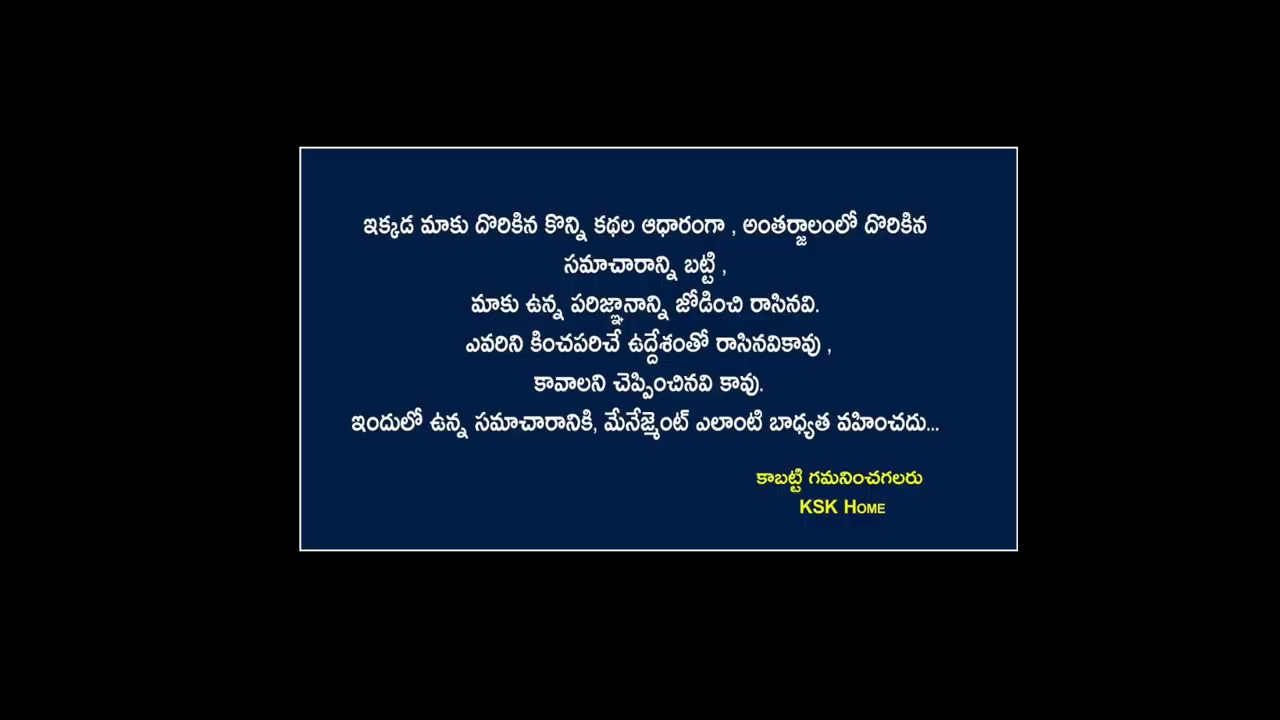 ఇక్కడ మాకు దొరికిన కొన్ని కథల ఆధారంగా , అంతర్జాలంలో దొరికిన
సమాచారాన్ని బట్టి ,
మాకు ఉన్న పరిజ్ఞానాన్ని జోడించి రాసినవి.
ఎవరిని కించపరిచే ఉద్దేశంతో రాసినవికావు ,
కావాలని చెప్పించినవి కావు.
ఇందులో ఉన్న సమాచారానికి, మేనేజ్మెంట్ ఎలాంటి బాధ్యత వహించదు...
కాబట్టి గమనించగలరు
KSK HOME